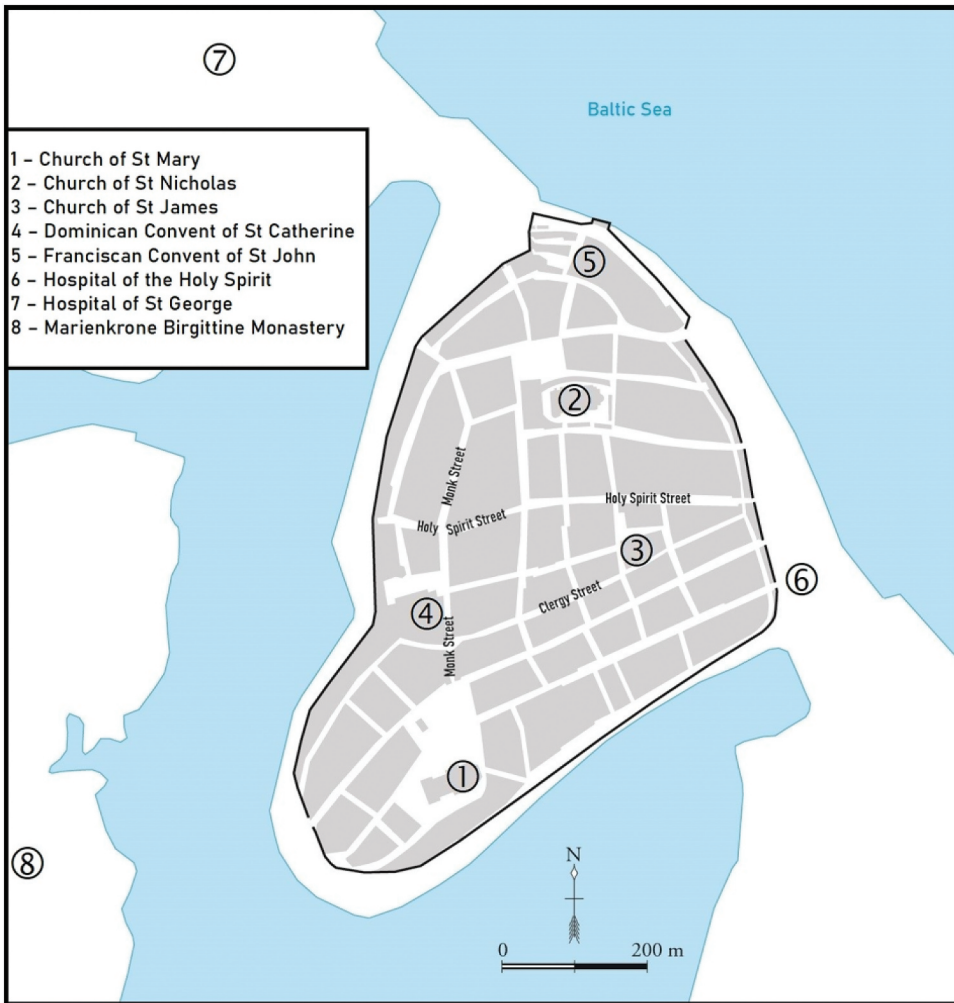 ⑦
Baltic Sea
1 – Church of St Mary
2 – Church of St Nicholas
3 – Church of St James
4 – Dominican Convent of St Catherine
5 – Franciscan Convent of St John
6 – Hospital of the Holy Spirit
7 – Hospital of St George
8 – Marienkrone Birgittine Monastery
⑤
②
Monk Street
Holy Spirit Street
Holy Spirit Street
③
⑥
Clergy Street
④
Monk Street
①
⑧
N
0 200 m